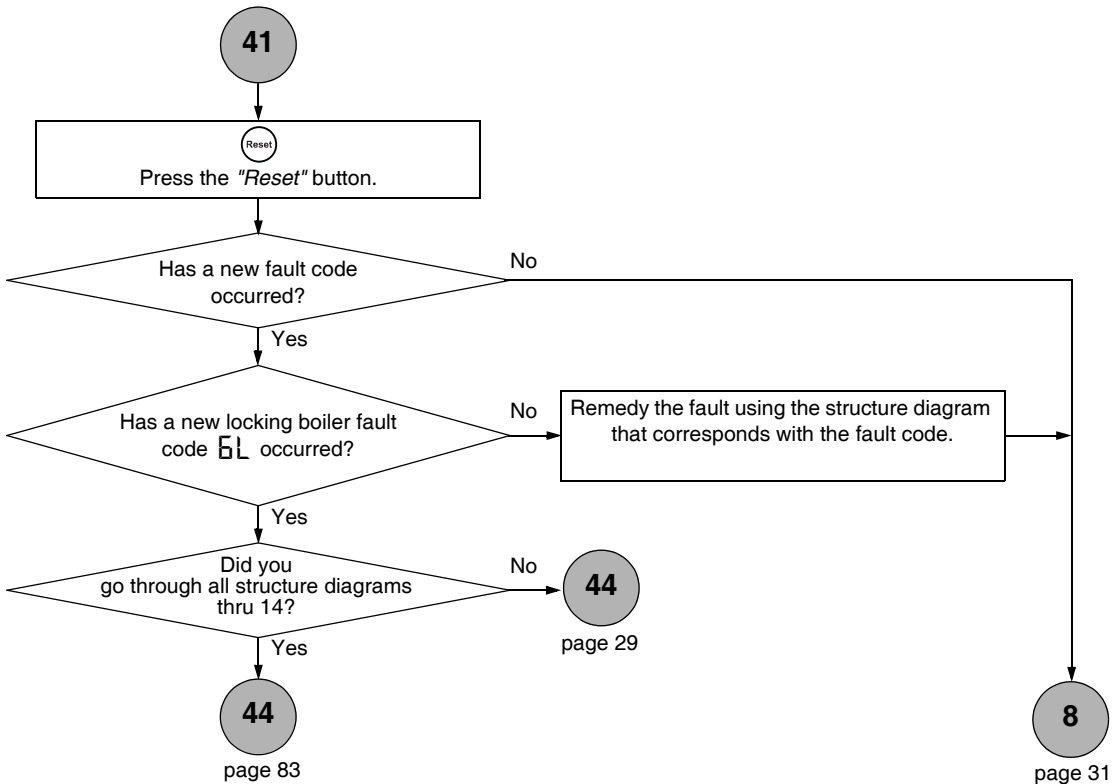 41
Reset
Press the "Reset" button.
Has a new fault code
occurred?
No
Yes
Has a new locking boiler fault
code 6L occurred?
No
Remedy the fault using the structure diagram
that corresponds with the fault code.
Yes
Did you
go through all structure diagrams
thru 14?
No
44
page 29
Yes
44
page 83
8
page 31